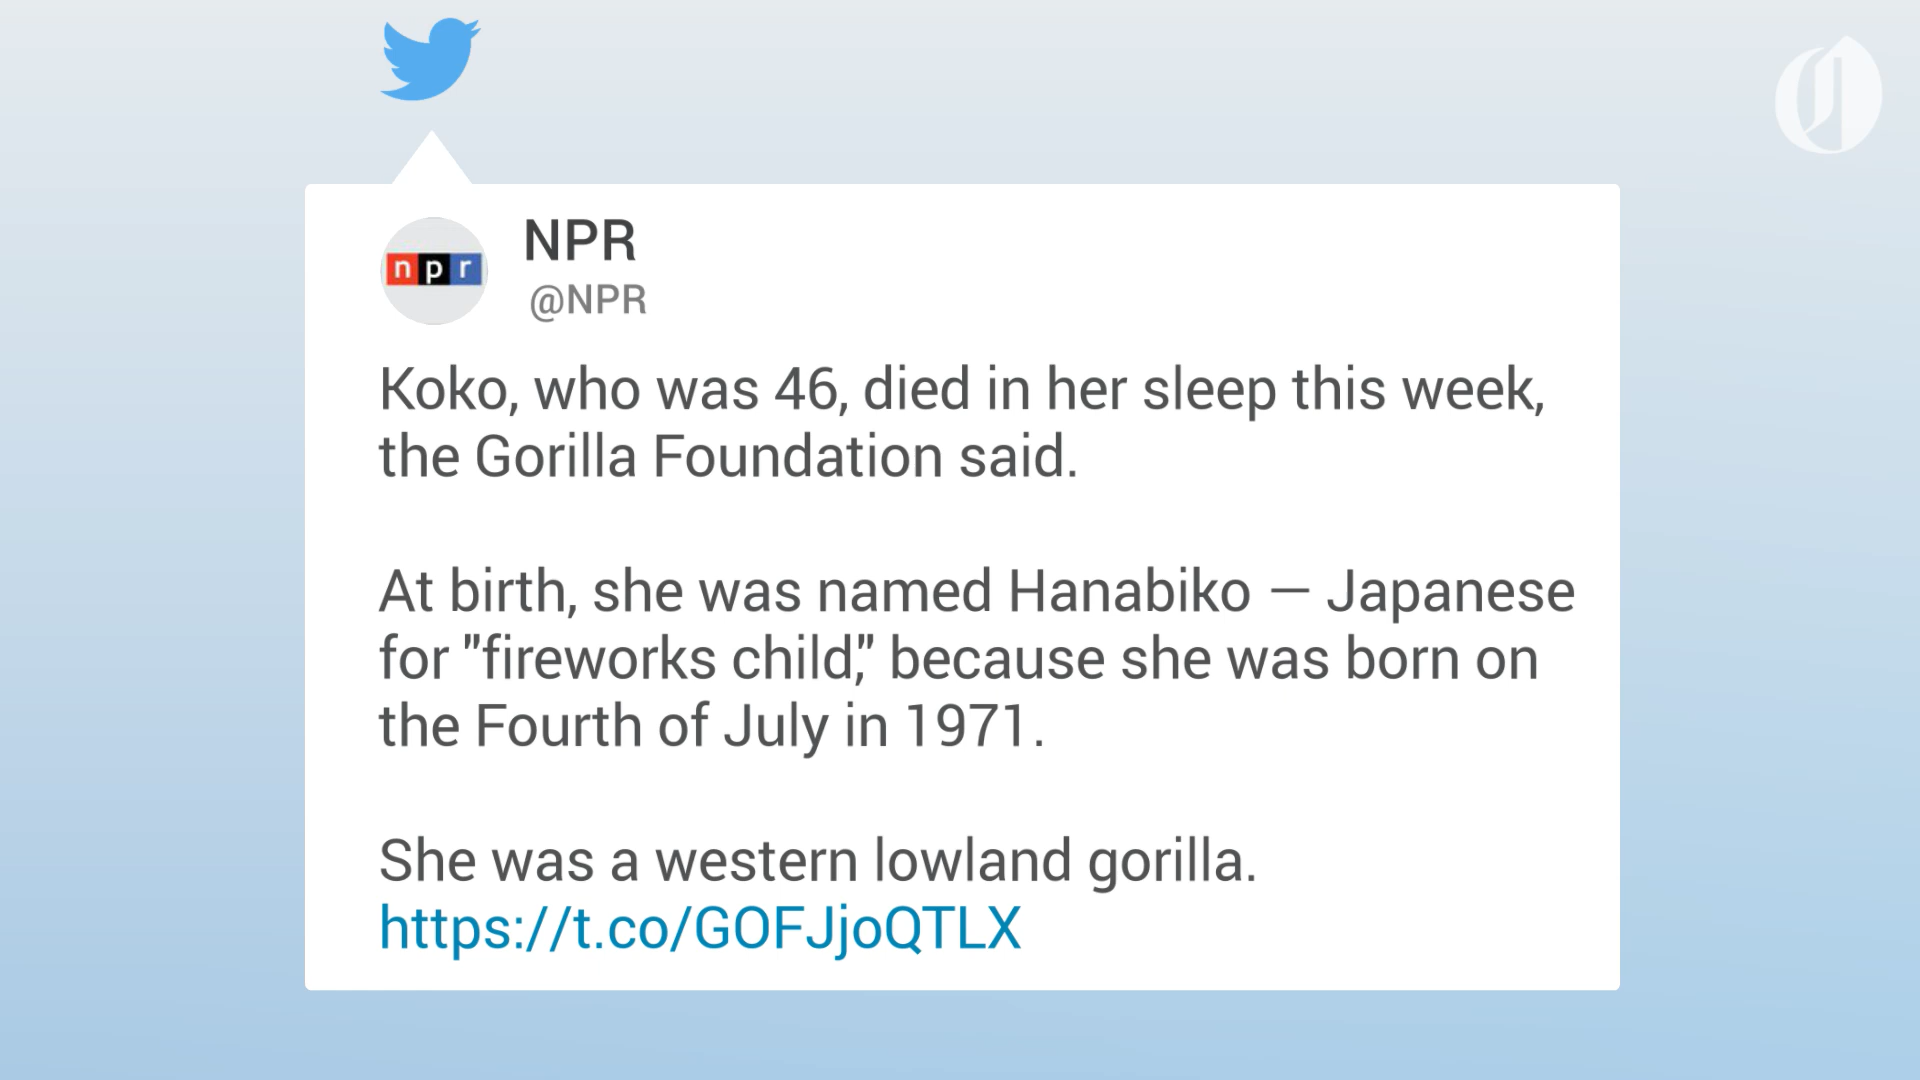 npr
NPR
@NPR
Koko, who was 46, died in her sleep this week,
the Gorilla Foundation said.
At birth, she was named Hanabiko — Japanese
for "fireworks child," because she was born on
the Fourth of July in 1971.
She was a western lowland gorilla.
https://t.co/GOFJjoQTLX